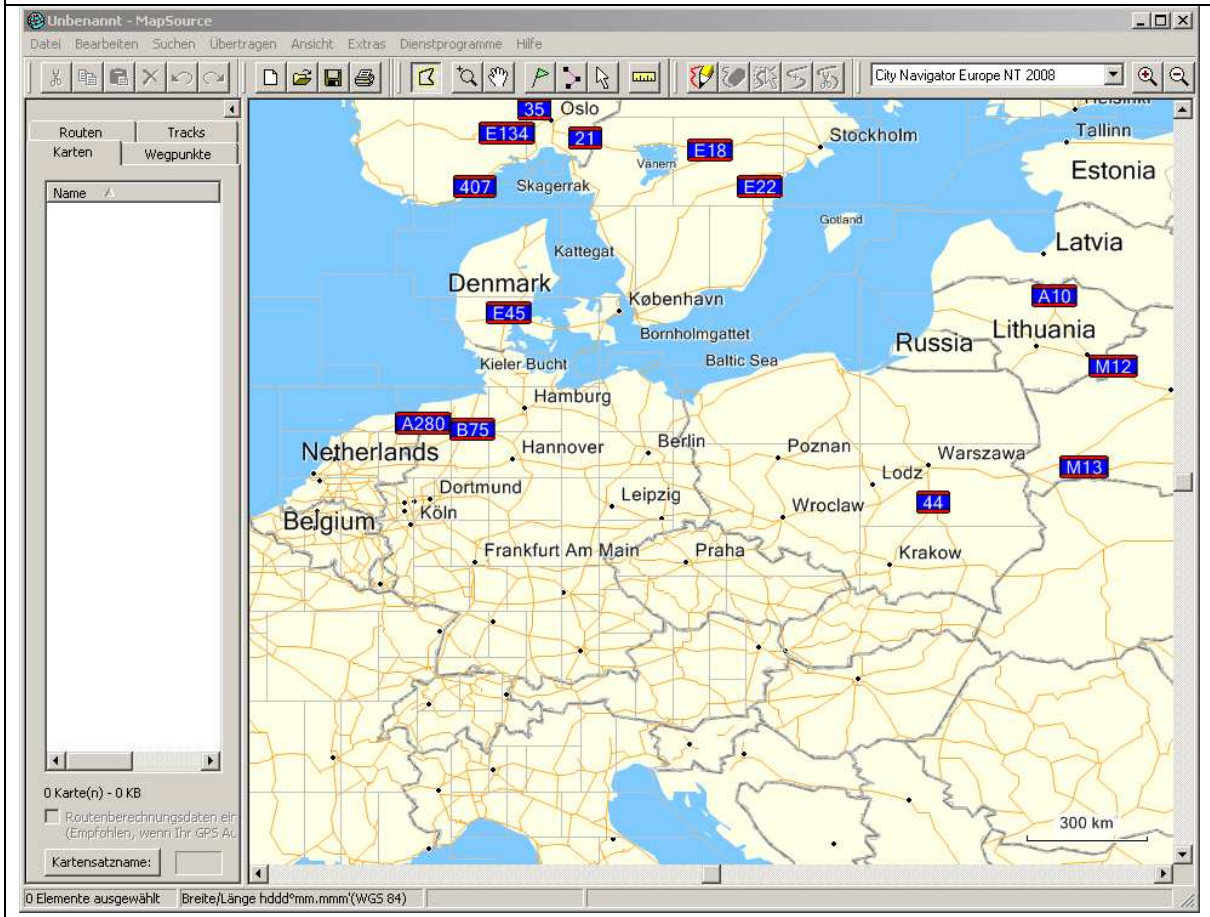 Unbenannt - MapSource
Datei Bearbeiten Suchen Übertragen Ansicht Extras Dienstprogramme Hilfe
City Navigator Europe NT 2008
Routen Tracks
Karten Wegpunkte
Name
0 Karte(n) - 0 KB
Routenberechnungsdaten ein
(Empfohlen, wenn Ihr GPS Au
Kartensatzname:
35 Oslo
Helsinki
E134 21 E18 Stockholm Tallinn
Vänern
Estonia
407 Skagerrak E22
Gotland
Kattegat Latvia
Denmark
København A10
E45
Bornholmgattet Russia Lithuania
Kieler Bucht Baltic Sea M12
Hamburg
A280 B75
Netherlands Hannover Berlin Poznan Warszawa
Lodz M13
Dortmund Leipzig Wroclaw 44
Belgium Köln
Frankfurt Am Main Praha Krakow
300 km
0 Elemente ausgewählt Breite/Länge hddd°mm.mmm'(WGS 84)